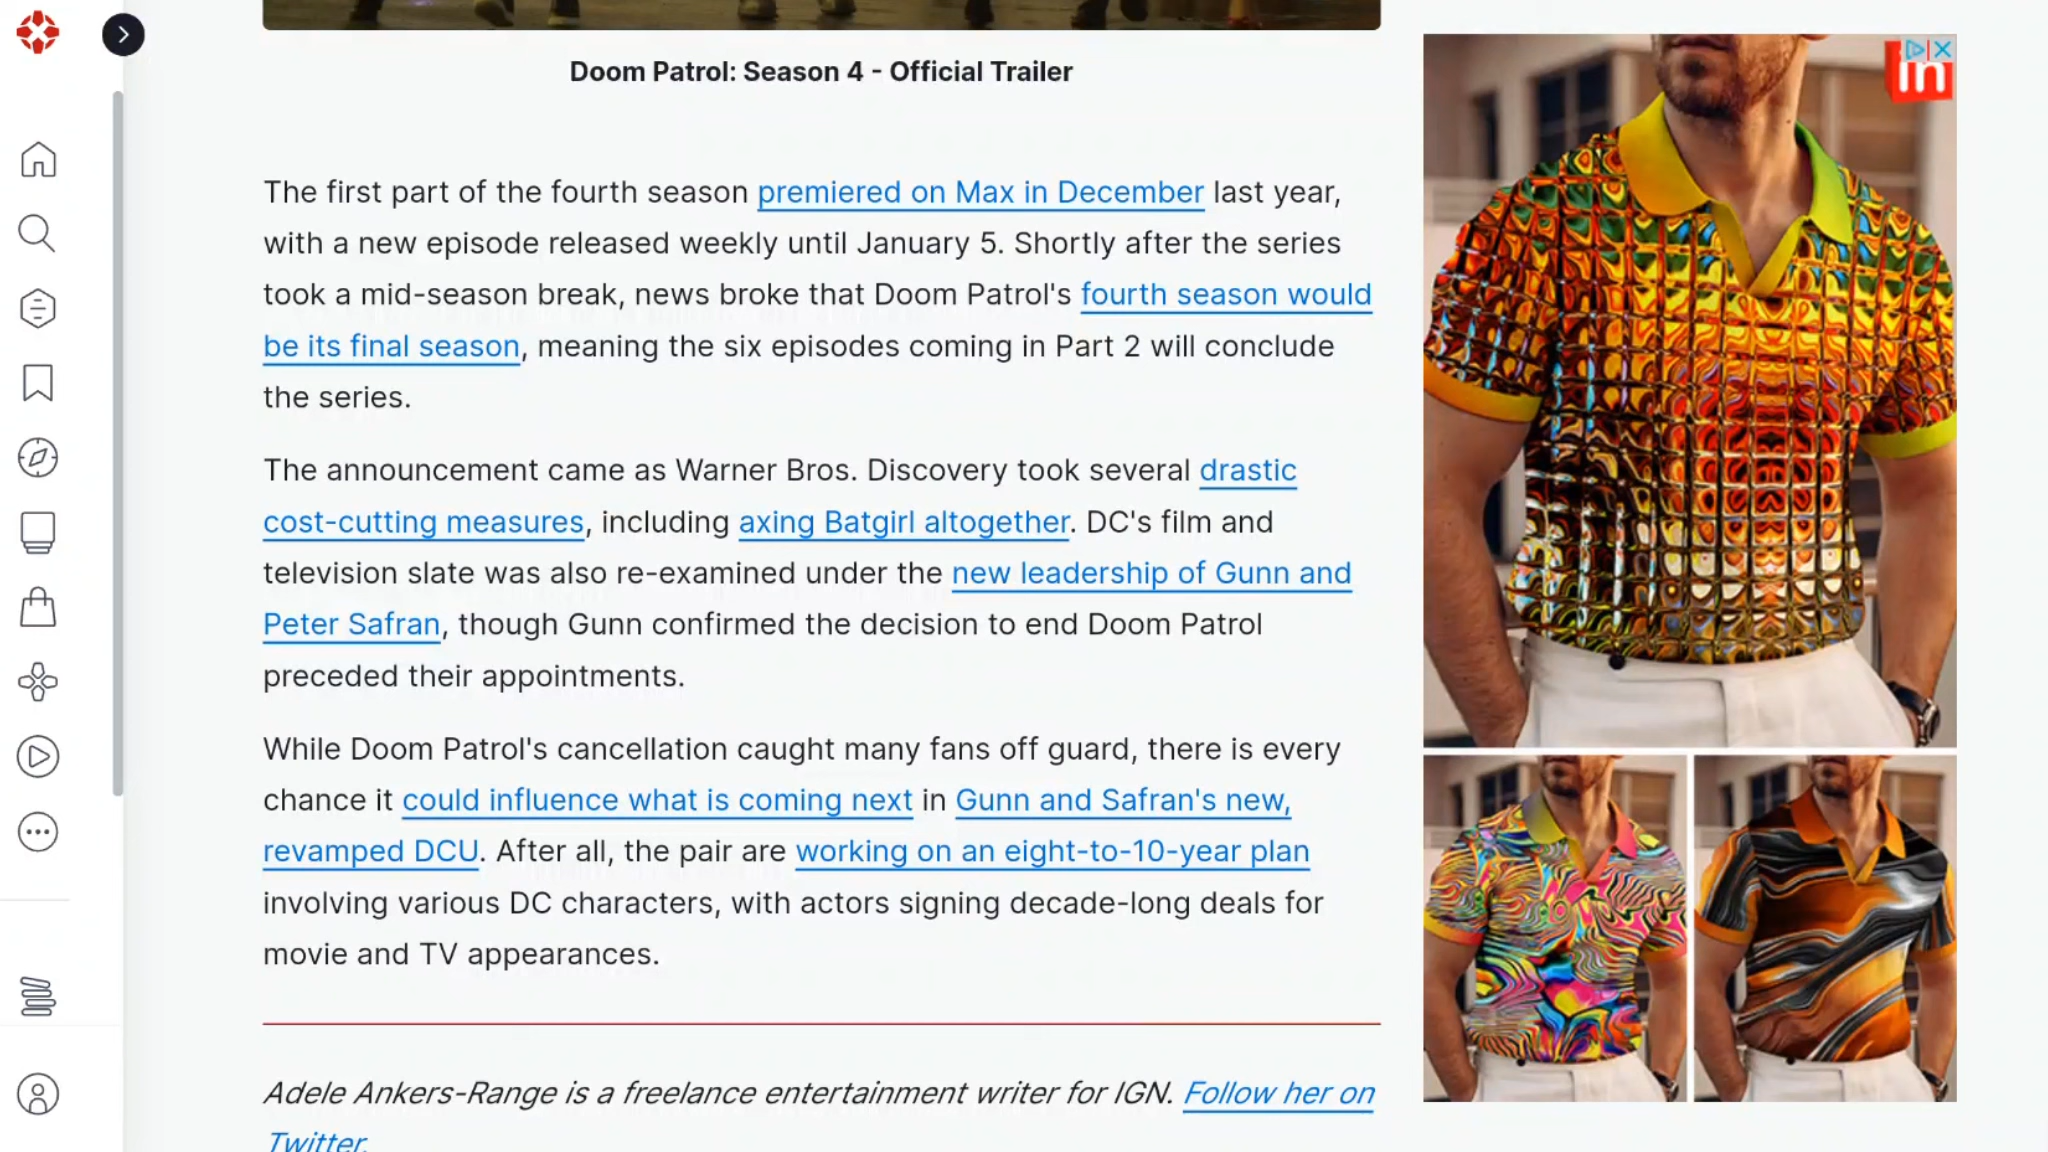 Doom Patrol: Season 4 - Official Trailer
The first part of the fourth season premiered on Max in December last year,
with a new episode released weekly until January 5. Shortly after the series
took a mid-season break, news broke that Doom Patrol's fourth season would
be its final season, meaning the six episodes coming in Part 2 will conclude
the series.
The announcement came as Warner Bros. Discovery took several drastic
cost-cutting measures, including axing Batgirl altogether. DC's film and
television slate was also re-examined under the new leadership of Gunn and
Peter Safran, though Gunn confirmed the decision to end Doom Patrol
preceded their appointments.
While Doom Patrol's cancellation caught many fans off guard, there is every
chance it could influence what is coming next in Gunn and Safran's new,
revamped DCU. After all, the pair are working on an eight-to-10-year plan
involving various DC characters, with actors signing decade-long deals for
movie and TV appearances.
Adele Ankers-Range is a freelance entertainment writer for IGN. Follow her on
Twitter.
in